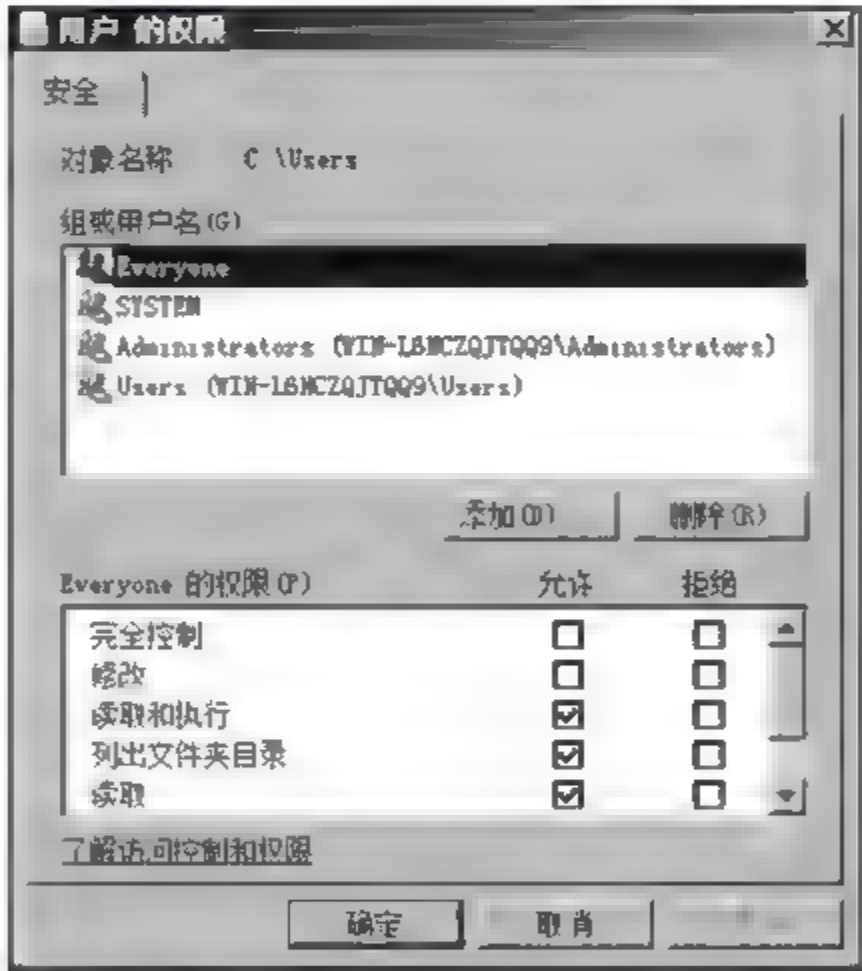 用户 的权限
安全
对象名称 C \Users
组或用户名(G)
Everyone
SYSTEM
Administrators (WIN-L6NCZQJTQQ9\Administrators)
Users (WIN-L6NCZQJTQQ9\Users)
添加(D) 删除(R)
Everyone 的权限(P) 允许 拒绝
完全控制
修改
读取和执行
列出文件夹目录
读取
了解访问控制和权限
确定 取消